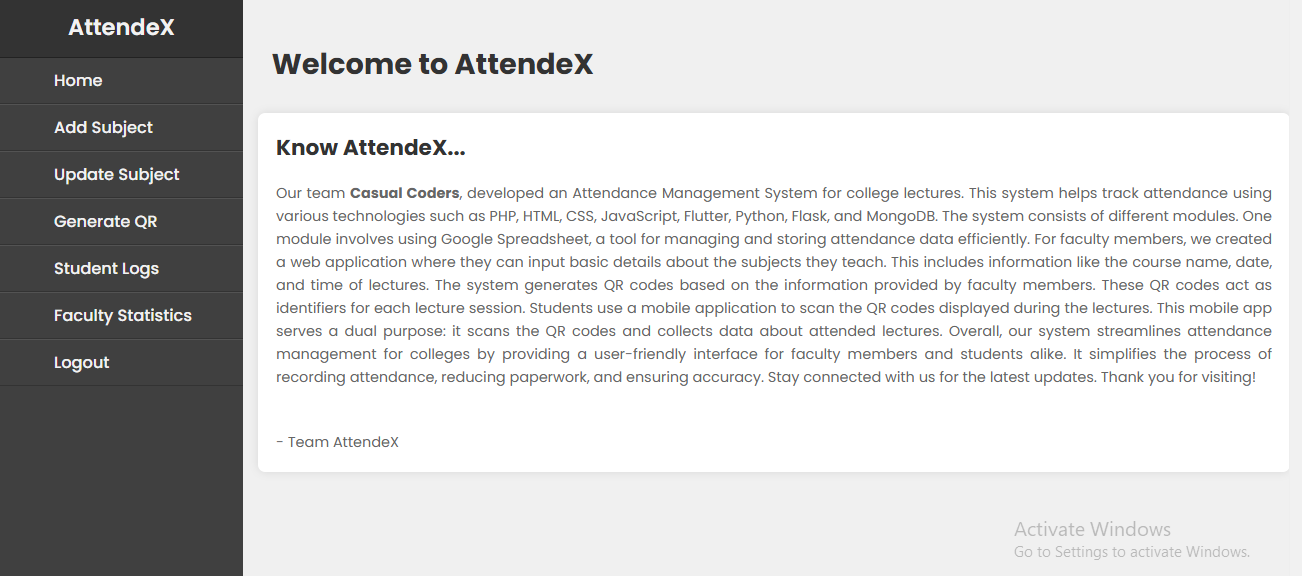 AttendeX
Home
Add Subject
Update Subject
Generate QR
Student Logs
Faculty Statistics
Logout
Welcome to AttendeX
Know AttendeX...
Our team Casual Coders, developed an Attendance Management System for college lectures. This system helps track attendance using
various technologies such as PHP, HTML, CSS, JavaScript, Flutter, Python, Flask, and MongoDB. The system consists of different modules. One
module involves using Google Spreadsheet, a tool for managing and storing attendance data efficiently. For faculty members, we created
a web application where they can input basic details about the subjects they teach. This includes information like the course name, date,
and time of lectures. The system generates QR codes based on the information provided by faculty members. These QR codes act as
identifiers for each lecture session. Students use a mobile application to scan the QR codes displayed during the lectures. This mobile app
serves a dual purpose: it scans the QR codes and collects data about attended lectures. Overall, our system streamlines attendance
management for colleges by providing a user-friendly interface for faculty members and students alike. It simplifies the process of
recording attendance, reducing paperwork, and ensuring accuracy. Stay connected with us for the latest updates. Thank you for visiting!
- Team AttendeX
Activate Windows
Go to Settings to activate Windows.